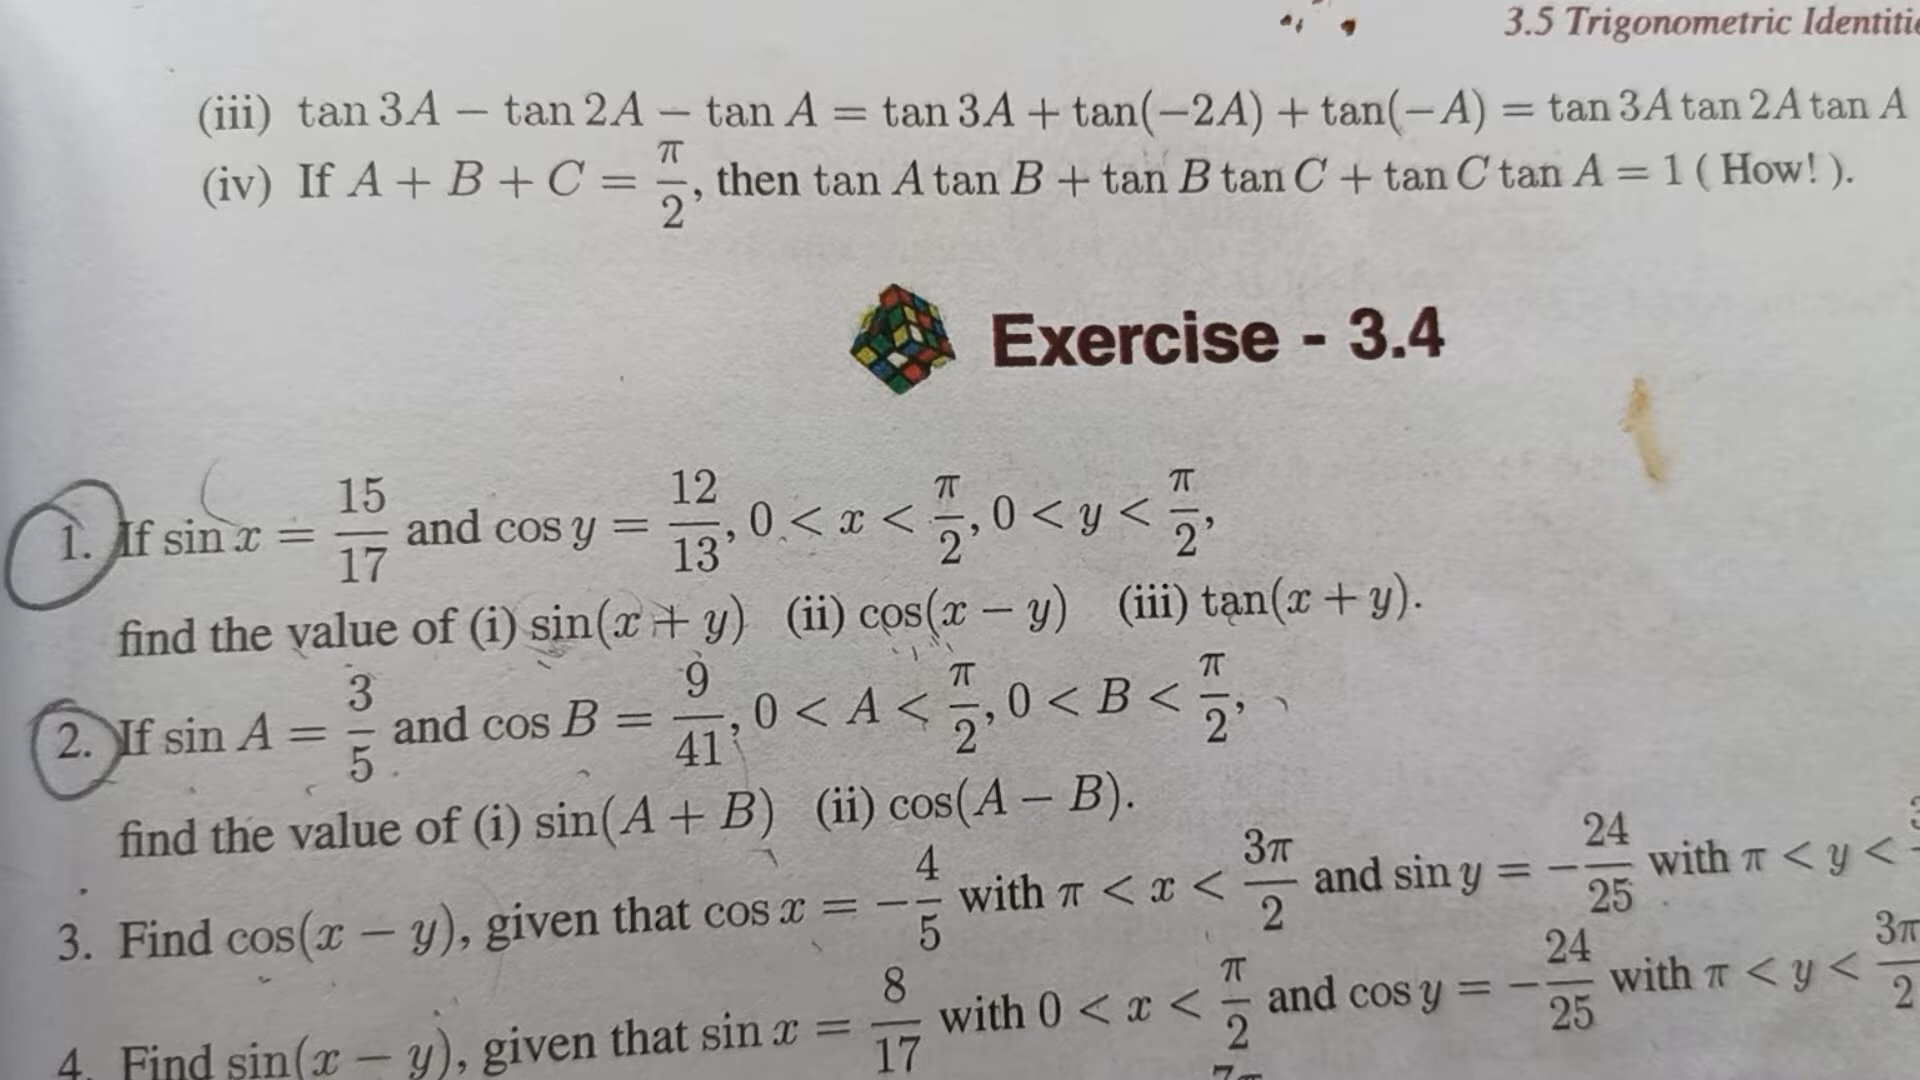 3.5 Trigonometric Identiti
(iii) tan 3A − tan 2A − tan A = tan 3A + tan(−2A) + tan(−A) = tan 3A tan 2A tan A
(iv) If A + B + C = π/2, then tan A tan B + tan B tan C + tan C tan A = 1 ( How! ).
Exercise - 3.4
1. If sin x = 15/17 and cos y = 12/13, 0 < x < π/2, 0 < y < π/2,
find the value of (i) sin(x + y) (ii) cos(x − y) (iii) tan(x + y).
2. If sin A = 3/5 and cos B = 9/41, 0 < A < π/2, 0 < B < π/2,
find the value of (i) sin(A + B) (ii) cos(A − B).
3. Find cos(x − y), given that cos x = −4/5 with π < x < 3π/2 and sin y = −24/25 with π < y <
4. Find sin(x − y), given that sin x = 8/17 with 0 < x < π/2 and cos y = −24/25 with π < y < 3π/2